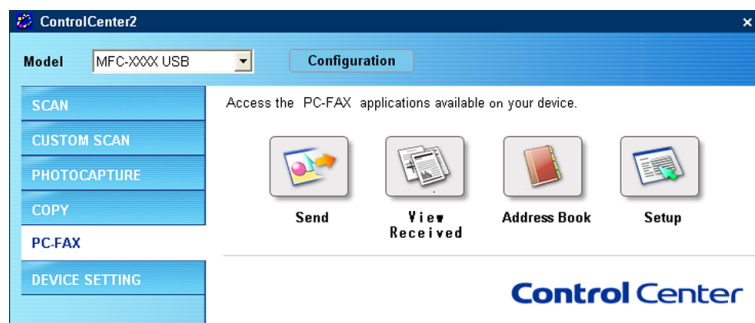 ControlCenter2
Model MFC-XXXX USB Configuration
SCAN
CUSTOM SCAN
PHOTOCAPTURE
COPY
PC-FAX
DEVICE SETTING
Access the PC-FAX applications available on your device.
Send
View
Received
Address Book
Setup
Control Center